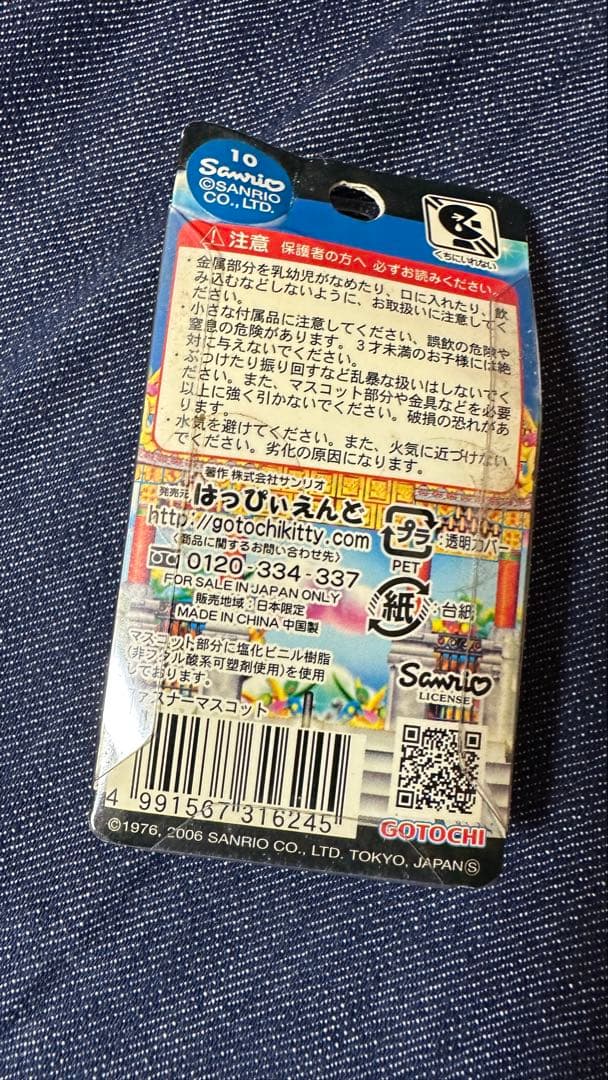 10
Sanrio
©SANRIO
CO., LTD.
くちにいれない
注意 保護者の方へ 必ずお読みください。
・金属部分を乳幼児がなめたり、口に入れたり、飲
み込むなどしないように、お取扱いに注意してく
ださい。
・小さな付属品に注意してください、誤飲の危険や
窒息の危険があります。3才未満のお子様には絶
対に与えないでください。
・ぶつけたり振り回すなど乱暴な扱いはしないでく
ださい。また、マスコット部分や金具などを必要
以上に強く引かないでください。破損の恐れがあ
ります。
・水気を避けてください。また、火気に近づけない
でください。劣化の原因になります。
著作 株式会社サンリオ
発売元 はっぴぃえんど
http://gotochikitty.com
〈商品に関するお問い合わせ先〉
0120-334-337
FOR SALE IN JAPAN ONLY
販売地域:日本限定
MADE IN CHINA 中国製
プラ :透明カバー
PET
紙 :台紙
マスコット部分に塩化ビニル樹脂
(非フタル酸系可塑剤使用)を使用
しております。
ファスナーマスコット
Sanrio
LICENSE
4 991567 316245
GOTOCHI
©1976, 2006 SANRIO CO., LTD. TOKYO, JAPAN Ⓢ